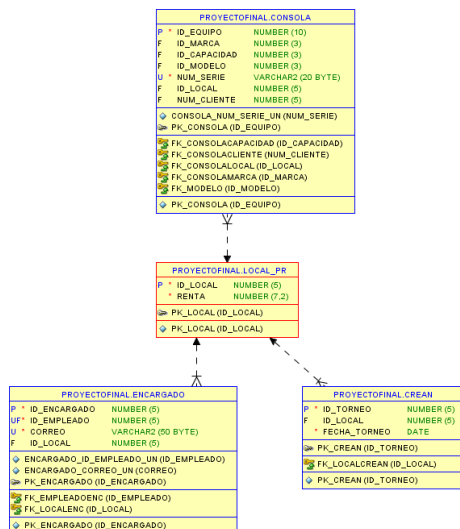 PROYECTOFINAL.CONSOLA
P * ID_EQUIPO NUMBER (10)
F ID_MARCA NUMBER (3)
F ID_CAPACIDAD NUMBER (3)
F ID_MODELO NUMBER (3)
U * NUM_SERIE VARCHAR2 (20 BYTE)
F ID_LOCAL NUMBER (5)
F NUM_CLIENTE NUMBER (5)
CONSOLA_NUM_SERIE_UN (NUM_SERIE)
PK_CONSOLA (ID_EQUIPO)
FK_CONSOLACAPACIDAD (ID_CAPACIDAD)
FK_CONSOLACLIENTE (NUM_CLIENTE)
FK_CONSOLALOCAL (ID_LOCAL)
FK_CONSOLAMARCA (ID_MARCA)
FK_MODELO (ID_MODELO)
PK_CONSOLA (ID_EQUIPO)
PROYECTOFINAL.LOCAL_PR
P * ID_LOCAL NUMBER (5)
* RENTA NUMBER (7,2)
PK_LOCAL (ID_LOCAL)
PK_LOCAL (ID_LOCAL)
PROYECTOFINAL.ENCARGADO
P * ID_ENCARGADO NUMBER (5)
UF* ID_EMPLEADO NUMBER (5)
U * CORREO VARCHAR2 (50 BYTE)
F ID_LOCAL NUMBER (5)
ENCARGADO_ID_EMPLEADO_UN (ID_EMPLEADO)
ENCARGADO_CORREO_UN (CORREO)
PK_ENCARGADO (ID_ENCARGADO)
FK_EMPLEADOENC (ID_EMPLEADO)
FK_LOCALENC (ID_LOCAL)
PK_ENCARGADO (ID_ENCARGADO)
PROYECTOFINAL.CREAN
P * ID_TORNEO NUMBER (5)
F ID_LOCAL NUMBER (5)
* FECHA_TORNEO DATE
PK_CREAN (ID_TORNEO)
FK_LOCALCREAN (ID_LOCAL)
PK_CREAN (ID_TORNEO)